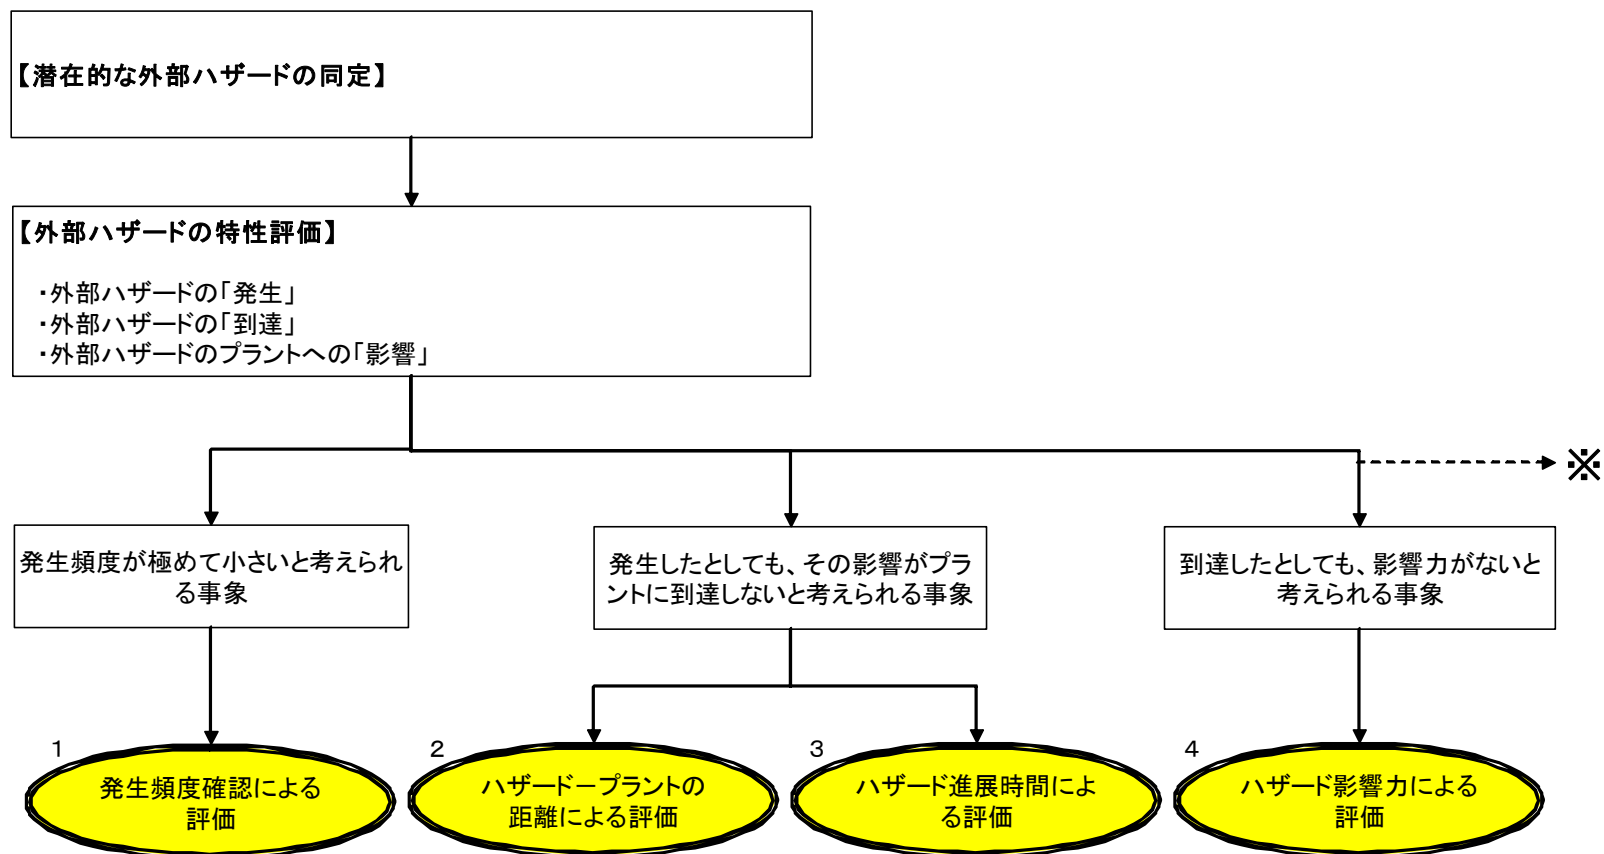 【潜在的な外部ハザードの同定】
【外部ハザードの特性評価】
・外部ハザードの「発生」
・外部ハザードの「到達」
・外部ハザードのプラントへの「影響」
※
発生頻度が極めて小さいと考えられ
る事象
発生したとしても、その影響がプラ
ントに到達しないと考えられる事象
到達したとしても、影響力がないと
考えられる事象
1
発生頻度確認による
評価
2
ハザードープラントの
距離による評価
3
ハザード進展時間によ
る評価
4
ハザード影響力による
評価